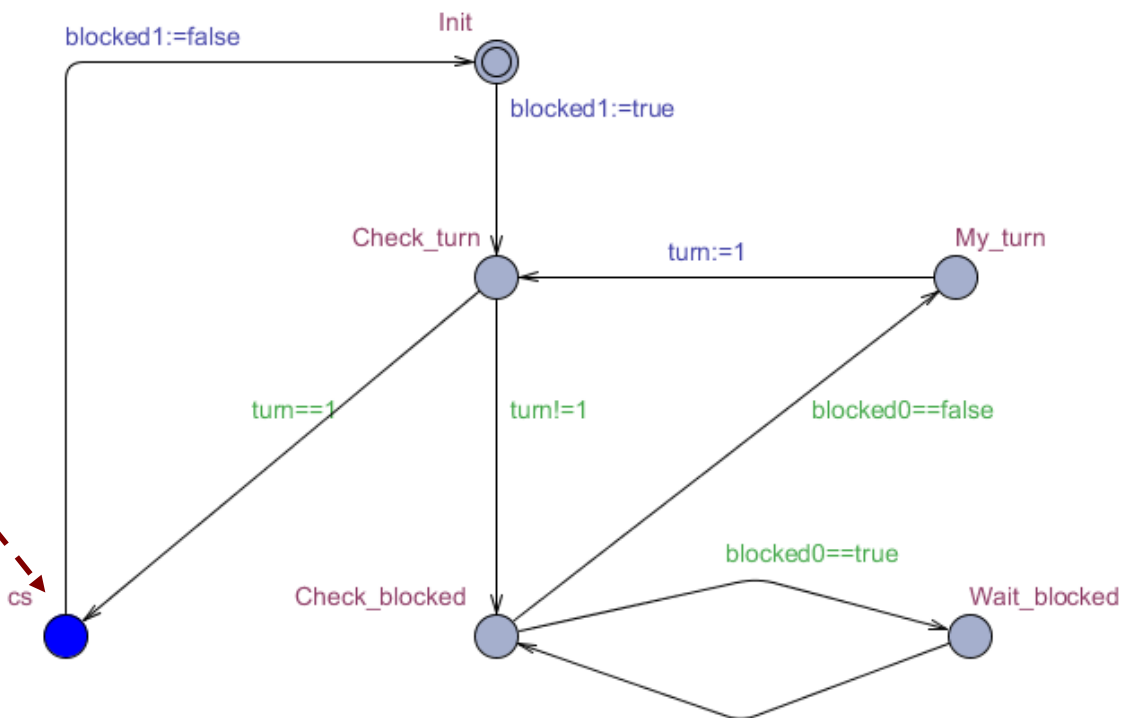 Init
blocked1:=false
blocked1:=true
Check_turn
My_turn
turn:=1
turn==1
turn!=1
blocked0==false
blocked0==true
cs
Check_blocked
Wait_blocked